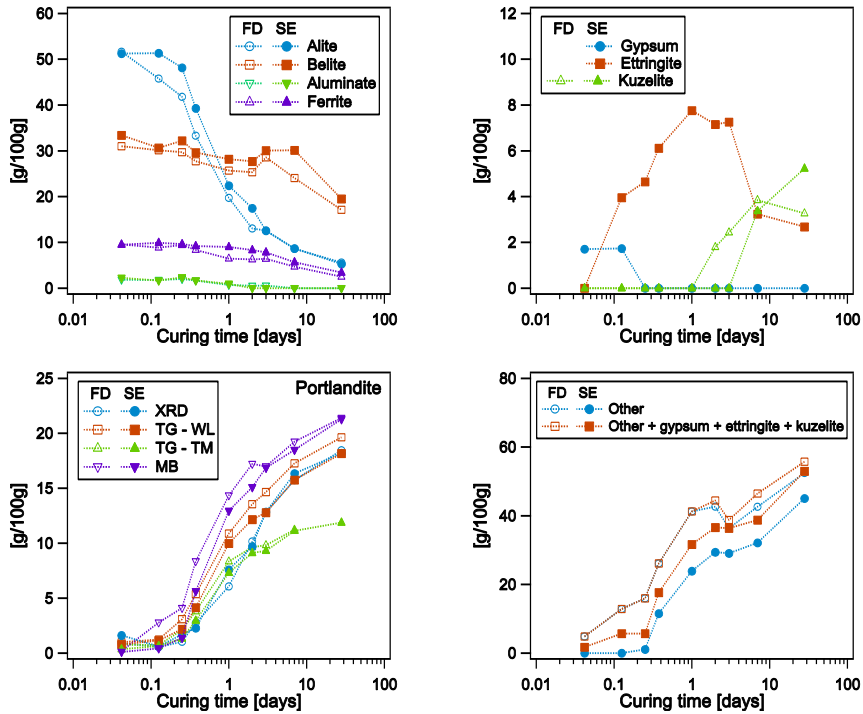 60
50
40
30
20
10
0
[g/100g]
FD SE
Alite
Belite
Aluminate
Ferrite
0.01 0.1 1 10 100
Curing time [days]
12
10
8
6
4
2
0
[g/100g]
FD SE
Gypsum
Ettringite
Kuzelite
0.01 0.1 1 10 100
Curing time [days]
25
20
15
10
5
0
[g/100g]
FD SE
XRD
TG - WL
TG - TM
MB
Portlandite
0.01 0.1 1 10 100
Curing time [days]
80
60
40
20
0
[g/100g]
FD SE
Other
Other + gypsum + ettringite + kuzelite
0.01 0.1 1 10 100
Curing time [days]